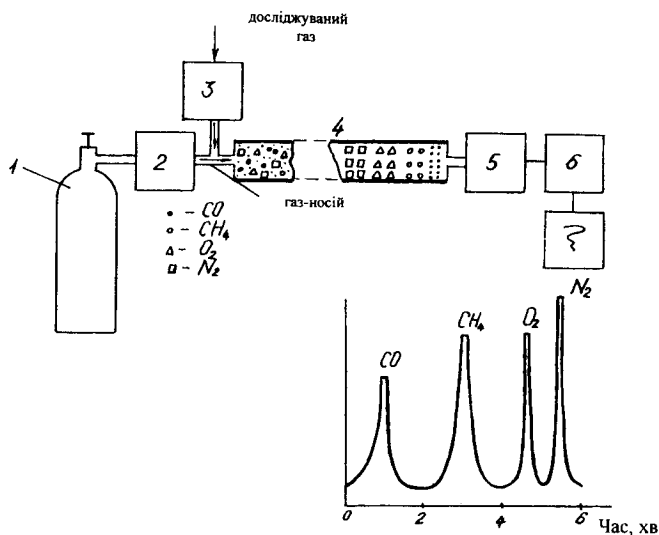 досліджуваний
газ
3
4
1
2
5
6
газ-носій
• – CO
○ – CH₄
△ – O₂
□ – N₂
N₂
CH₄
O₂
CO
0 2 4 6
Час, хв